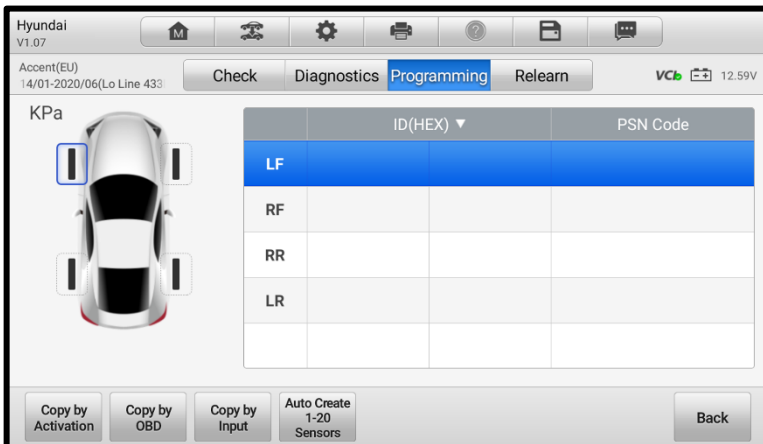 Hyundai
V1.07
M
?
Accent(EU)
14/01-2020/06(Lo Line 433
Check
Diagnostics
Programming
Relearn
VCI
12.59V
KPa
ID(HEX) ▼
PSN Code
LF
RF
RR
LR
Copy by
Activation
Copy by
OBD
Copy by
Input
Auto Create
1-20
Sensors
Back